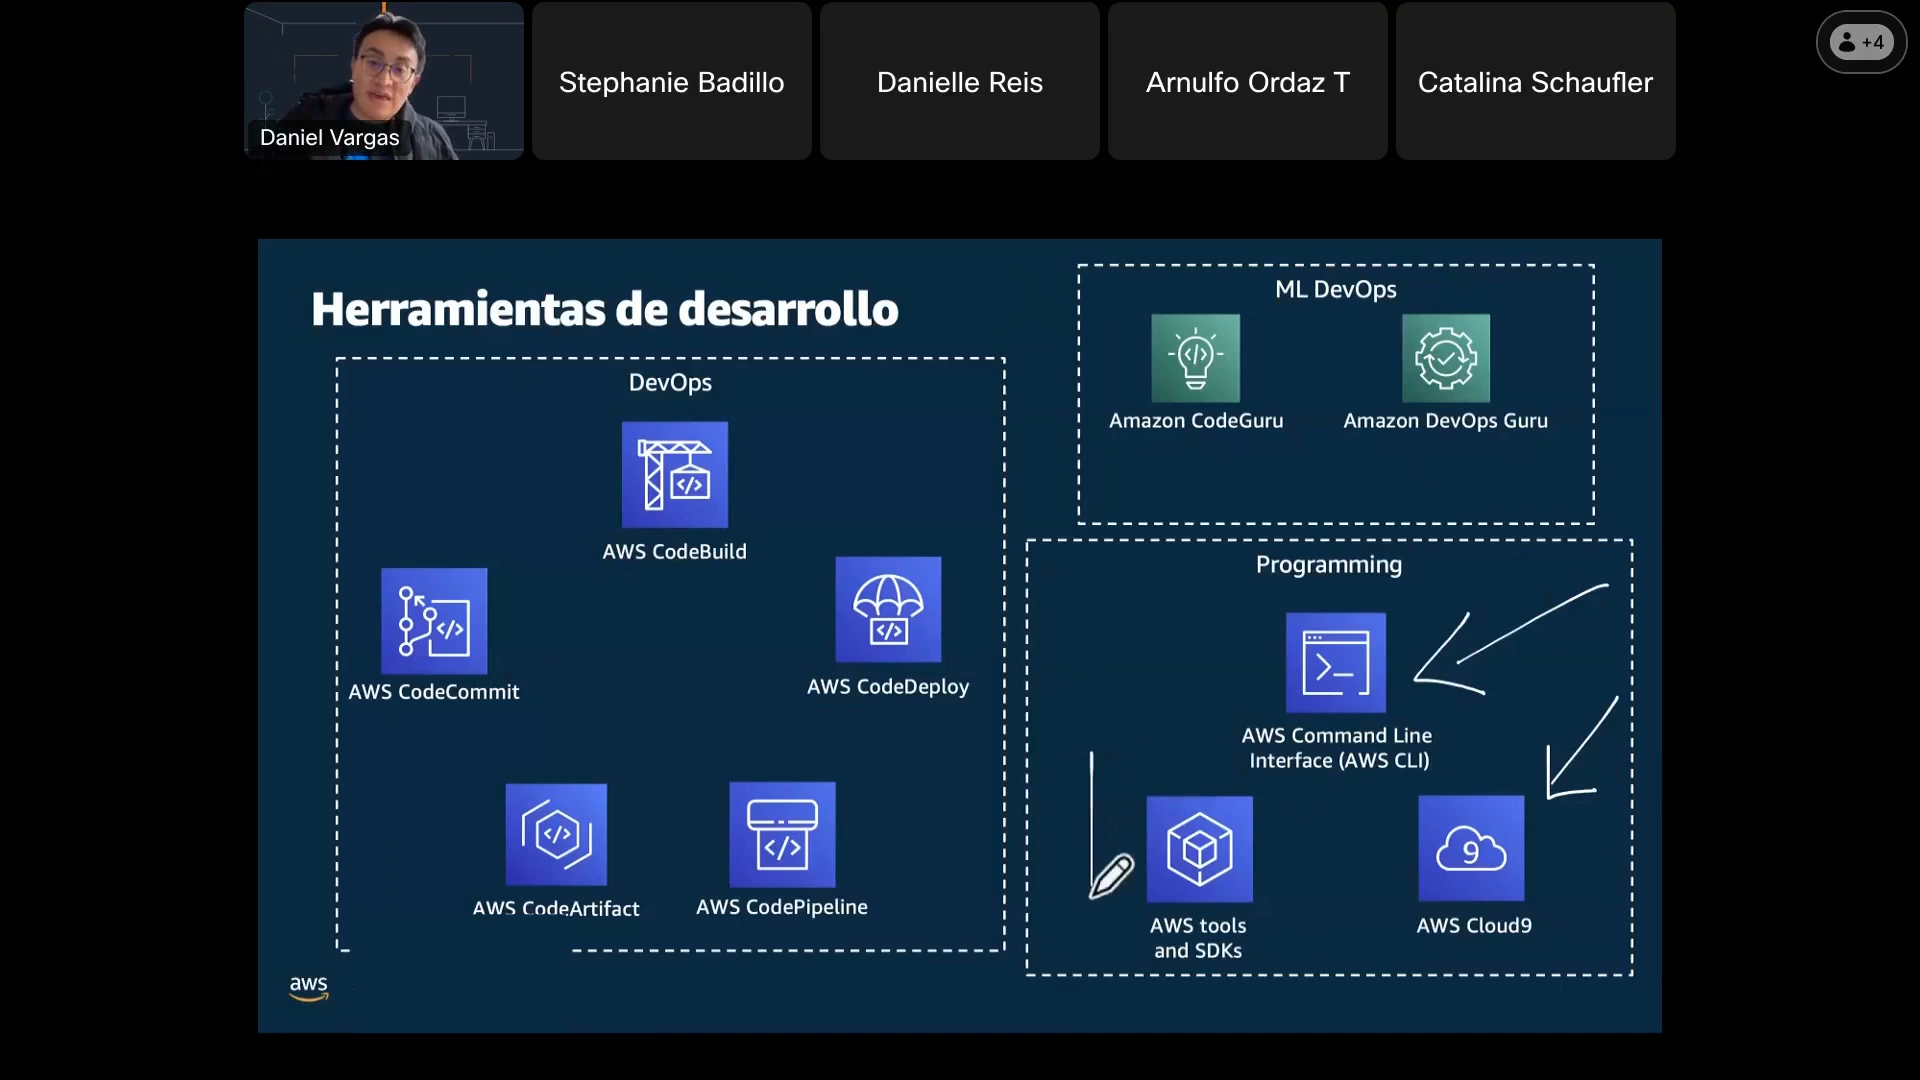 Daniel Vargas
Stephanie Badillo
Danielle Reis
Arnulfo Ordaz T
Catalina Schaufler
+4
Herramientas de desarrollo
DevOps
AWS CodeBuild
AWS CodeCommit
AWS CodeDeploy
AWS CodeArtifact
AWS CodePipeline
ML DevOps
Amazon CodeGuru
Amazon DevOps Guru
Programming
AWS Command Line
Interface (AWS CLI)
AWS tools
and SDKs
9
AWS Cloud9
aws